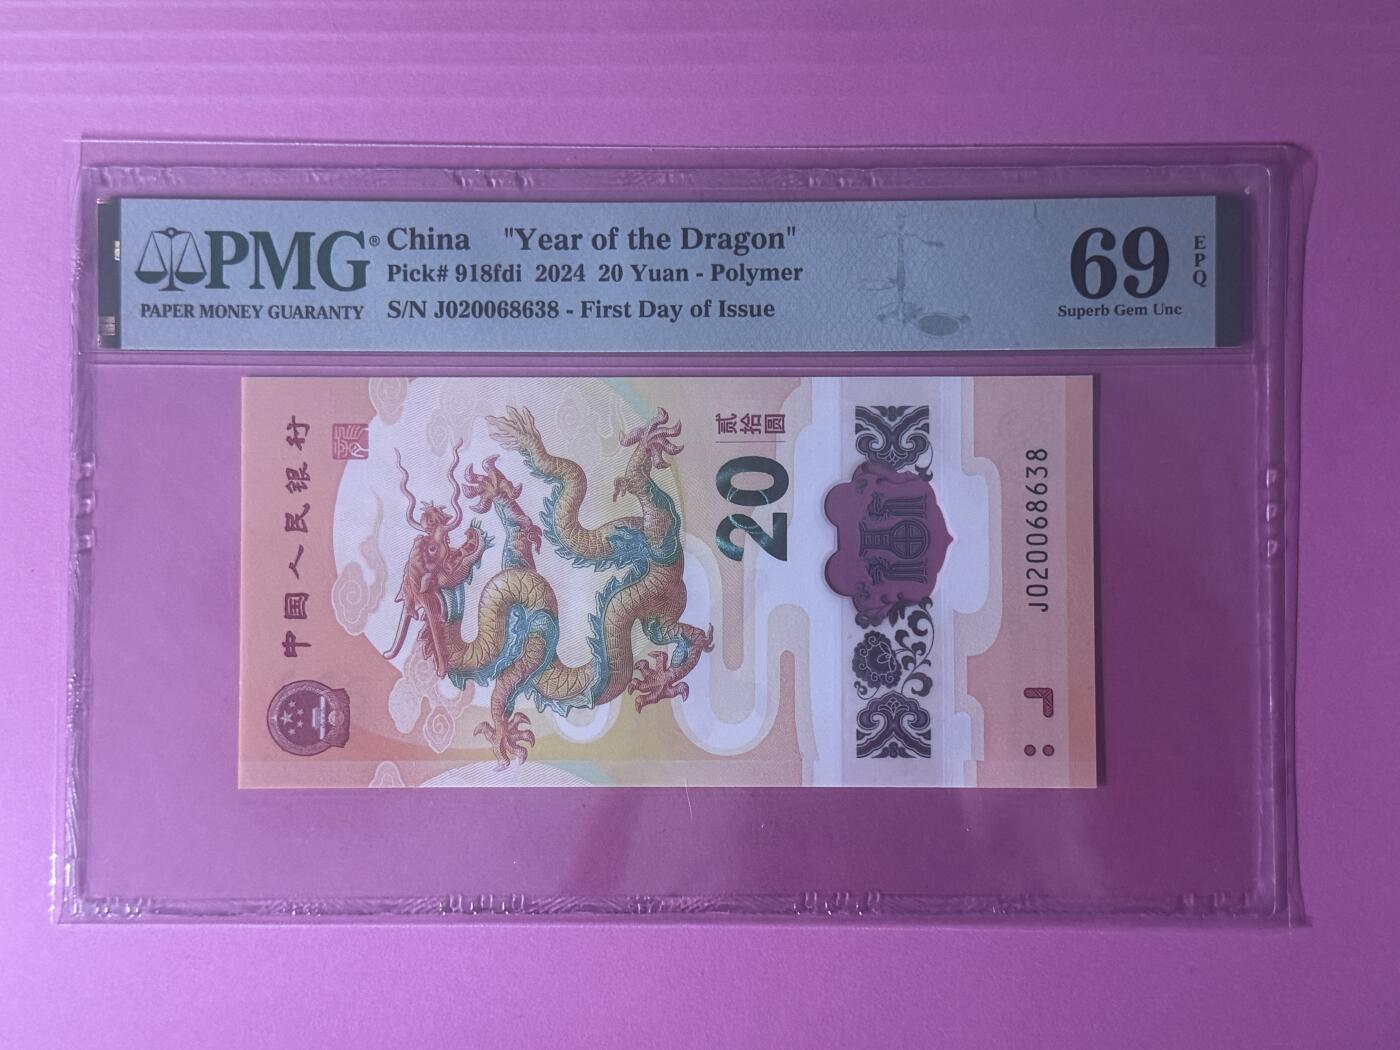 PMG®
PAPER MONEY GUARANTY
China "Year of the Dragon"
Pick# 918fdi 2024 20 Yuan - Polymer
S/N J020068638 - First Day of Issue
69
EPQ
Superb Gem Unc
中国人民银行
贰拾圆
20
J020068638